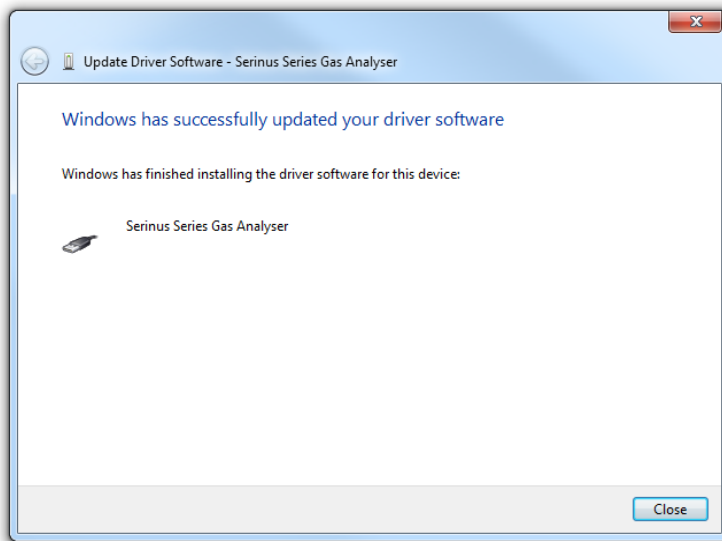 Update Driver Software - Serinus Series Gas Analyser
Windows has successfully updated your driver software
Windows has finished installing the driver software for this device:
Serinus Series Gas Analyser
Close